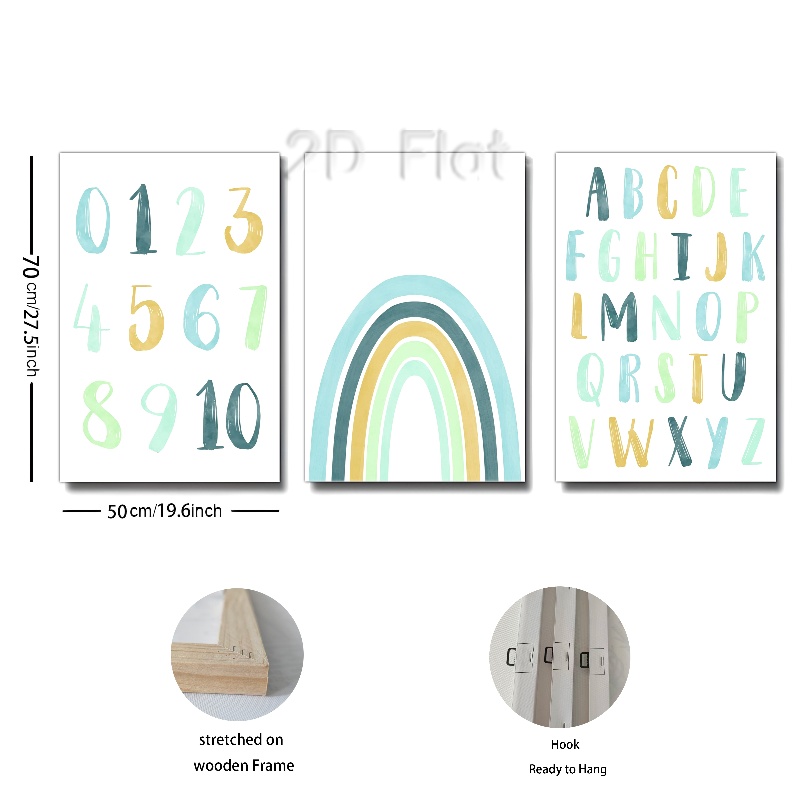 2D Flat
0 1 2 3
4 5 6 7
8 9 10
A B C D E
F G H I J K
L M N O P
Q R S T U
V W X Y Z
70 cm/27.5inch
50 cm/19.6inch
stretched on
wooden Frame
Hook
Ready to Hang